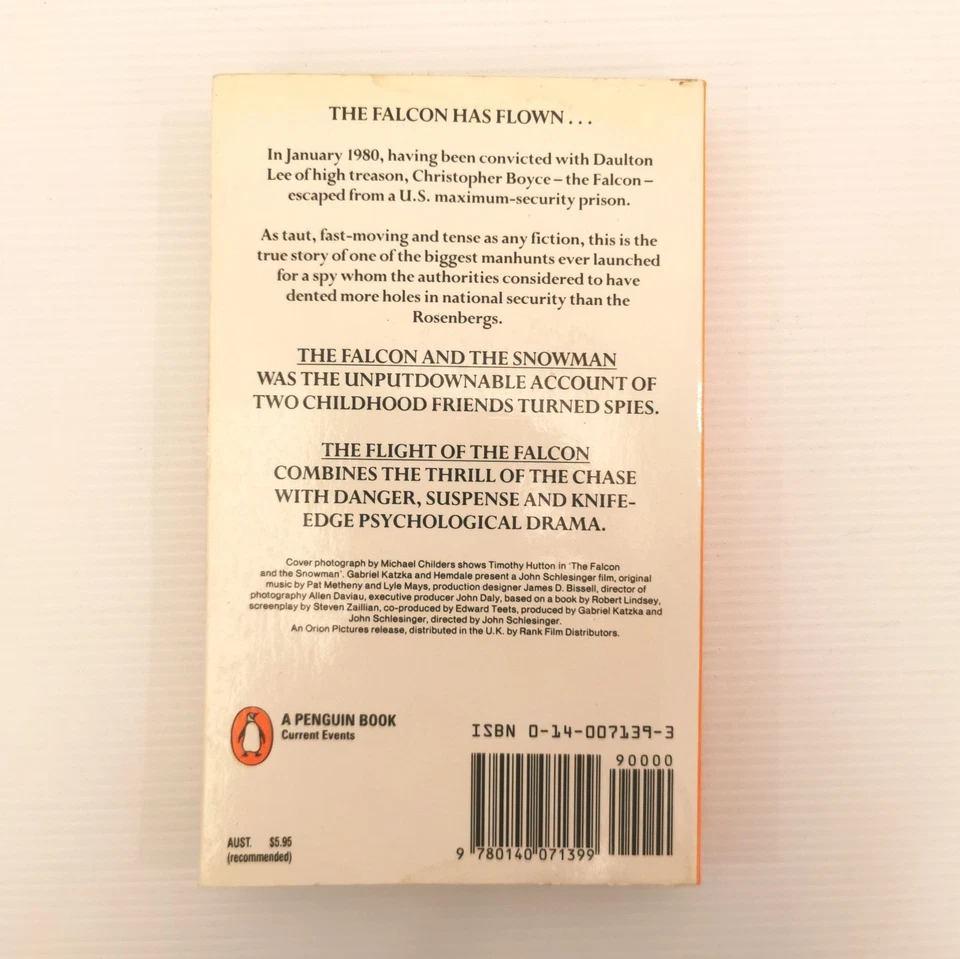 THE FALCON HAS FLOWN . . .
In January 1980, having been convicted with Daulton
Lee of high treason, Christopher Boyce – the Falcon –
escaped from a U.S. maximum-security prison.
As taut, fast-moving and tense as any fiction, this is the
true story of one of the biggest manhunts ever launched
for a spy whom the authorities considered to have
dented more holes in national security than the
Rosenbergs.
THE FALCON AND THE SNOWMAN
WAS THE UNPUTDOWNABLE ACCOUNT OF
TWO CHILDHOOD FRIENDS TURNED SPIES.
THE FLIGHT OF THE FALCON
COMBINES THE THRILL OF THE CHASE
WITH DANGER, SUSPENSE AND KNIFE-
EDGE PSYCHOLOGICAL DRAMA.
Cover photograph by Michael Childers shows Timothy Hutton in 'The Falcon
and the Snowman'. Gabriel Katzka and Hemdale present a John Schlesinger film, original
music by Pat Metheny and Lyle Mays, production designer James D. Bissell, director of
photography Allen Daviau, executive producer John Daly, based on a book by Robert Lindsey,
screenplay by Steven Zaillian, co-produced by Edward Teets, produced by Gabriel Katzka and
John Schlesinger, directed by John Schlesinger.
An Orion Pictures release, distributed in the U.K. by Rank Film Distributors.
A PENGUIN BOOK
Current Events
ISBN 0-14-007139-3
90000
9 780140 071399
AUST. $5.95
(recommended)